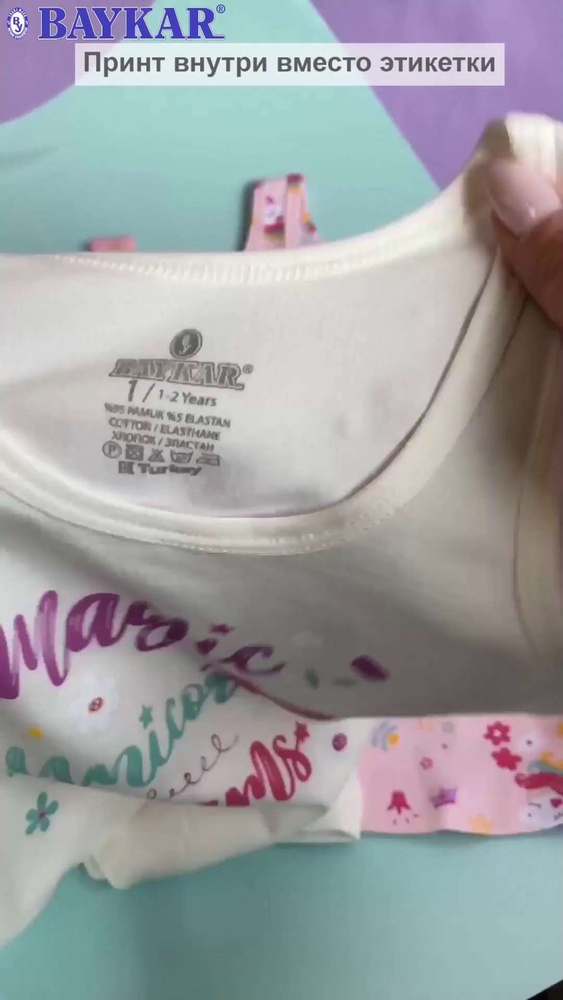 BAYKAR®
Принт внутри вместо этикетки
BAYKAR®
1 / 1-2 Years
%95 PAMUK %5 ELASTAN
COTTON / ELASTHANE
ХЛОПОК / ЭЛАСТАН
Turkey
Magic